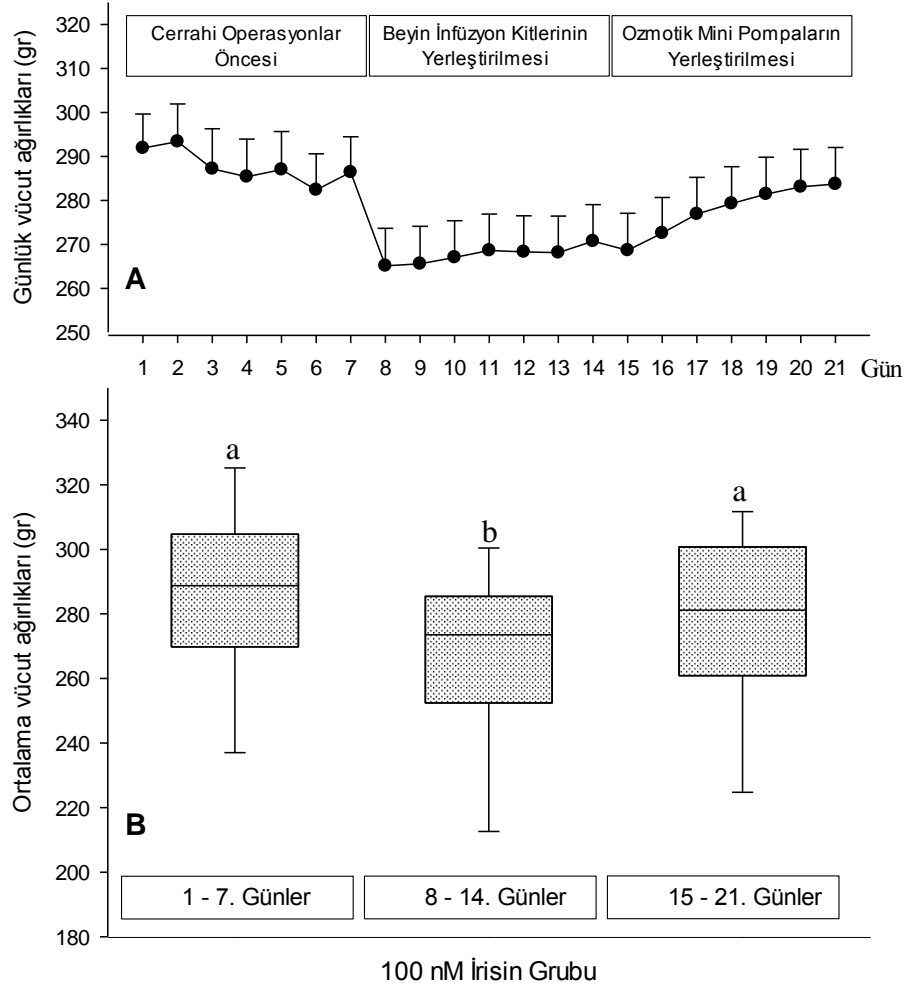 Cerrahi Operasyonlar
Öncesi
Beyin İnfüzyon Kitlerinin
Yerleştirilmesi
Ozmotik Mini Pompaların
Yerleştirilmesi
Günlük vücut ağırlıkları (gr)
320
310
300
290
280
270
260
250
A
1 2 3 4 5 6 7 8 9 10 11 12 13 14 15 16 17 18 19 20 21 Gün
Ortalama vücut ağırlıkları (gr)
340
320
300
280
260
240
220
200
180
a
b
a
B
1 - 7. Günler
8 - 14. Günler
15 - 21. Günler
100 nM İrisin Grubu